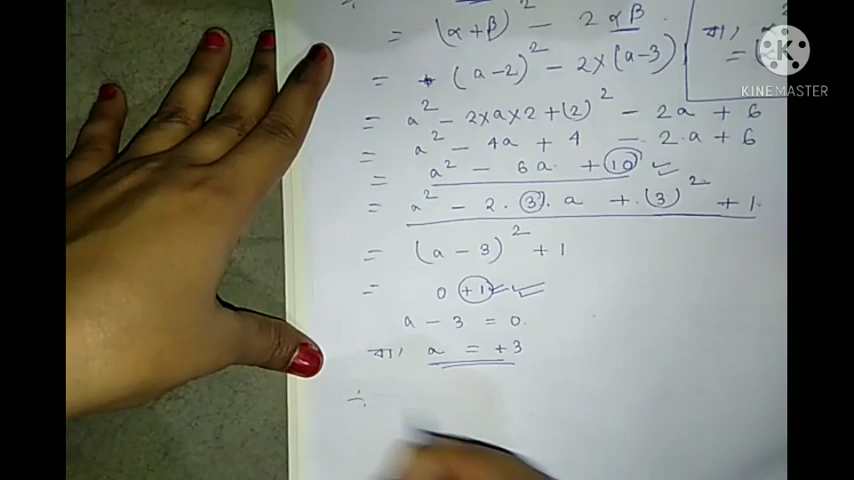 = (α+β)² - 2αβ
= (a-2)² - 2×(a-3)
= a² - 2×a×2 + (2)² - 2a + 6
= a² - 4a + 4 - 2.a + 6
= a² - 6a + 10
= a² - 2.3.a + (3)² + 1
= (a-3)² + 1
= 0 + 1
a - 3 = 0
বা, a = +3
∴
বা,
= (
KINEMASTER